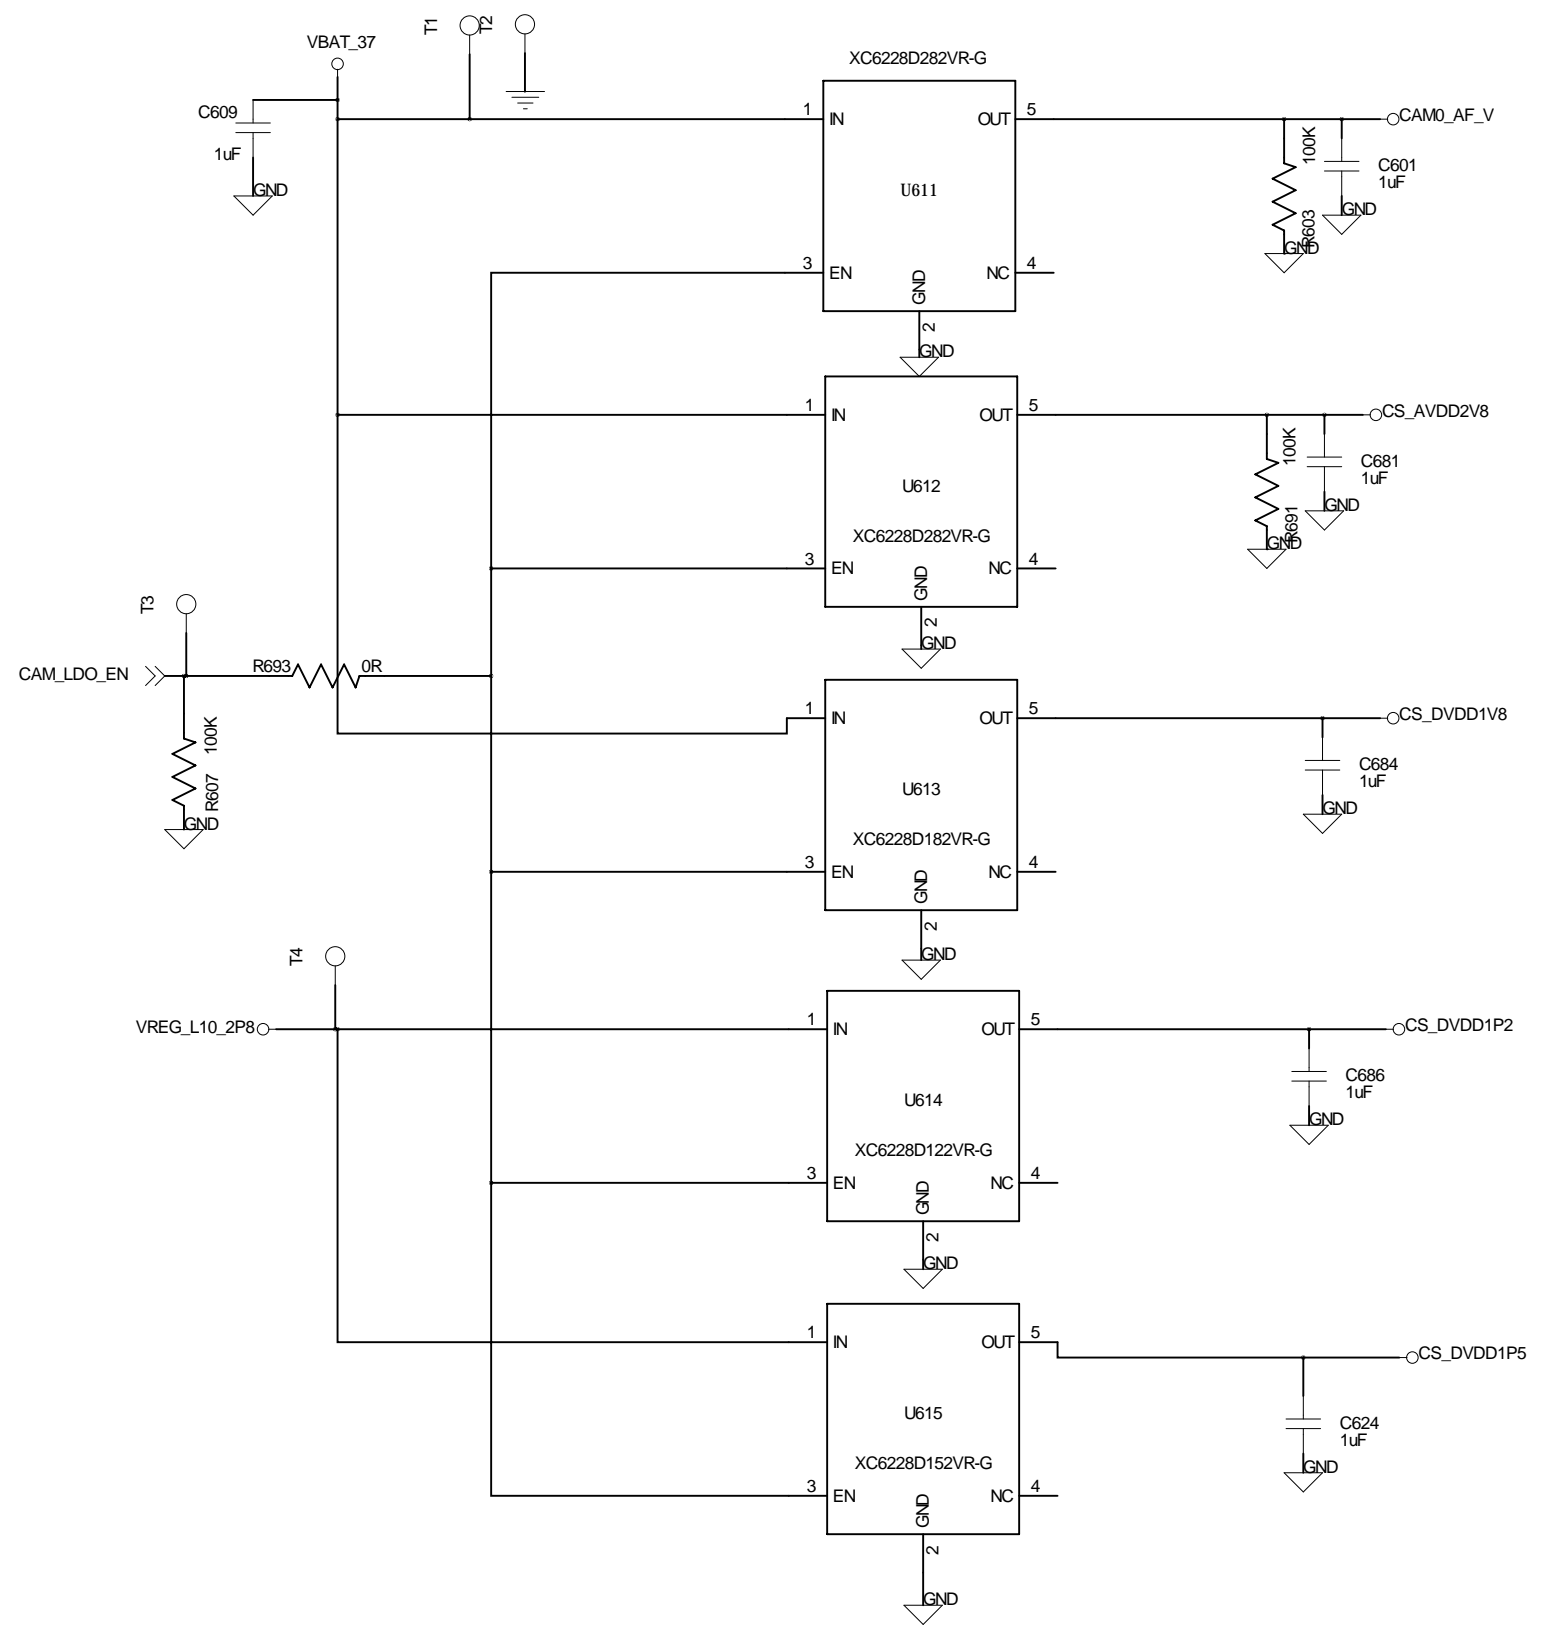 T1
T2
VBAT_37
C609
1uF
GND
XC6228D282VR-G
1
IN
OUT
5
CAM0_AF_V
U611
100K
R603
GND
C601
1uF
GND
3
EN
NC
4
GND
2
GND
1
IN
OUT
5
CS_AVDD2V8
U612
XC6228D282VR-G
100K
R691
GND
C681
1uF
GND
3
EN
NC
4
GND
2
GND
T3
CAM_LDO_EN
R693
0R
100K
R607
GND
1
IN
OUT
5
CS_DVDD1V8
U613
XC6228D182VR-G
C684
1uF
GND
3
EN
NC
4
GND
2
GND
T4
VREG_L10_2P8
1
IN
OUT
5
CS_DVDD1P2
U614
XC6228D122VR-G
C686
1uF
GND
3
EN
NC
4
GND
2
GND
1
IN
OUT
5
CS_DVDD1P5
U615
XC6228D152VR-G
C624
1uF
GND
3
EN
NC
4
GND
2
GND